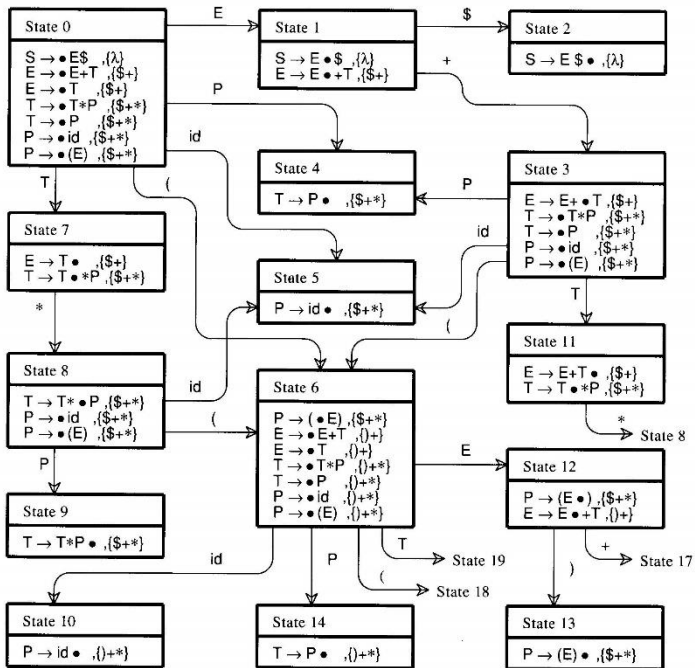 State 0
S → • E$ ,{λ}
E → • E+T ,{$+}
E → • T ,{$+}
T → • T*P ,{$+*}
T → • P ,{$+*}
P → • id ,{$+*}
P → • (E) ,{$+*}
E
State 1
S → E • $ ,{λ}
E → E • +T ,{$+}
$
State 2
S → E $ • ,{λ}
+
P
id
(
T
State 4
T → P • ,{$+*}
P
State 3
E → E+ • T ,{$+}
T → • T*P ,{$+*}
T → • P ,{$+*}
P → • id ,{$+*}
P → • (E) ,{$+*}
id
(
T
State 7
E → T • ,{$+}
T → T • *P ,{$+*}
*
State 5
P → id • ,{$+*}
State 11
E → E+T • ,{$+}
T → T • *P ,{$+*}
*
State 8
State 8
T → T* • P ,{$+*}
P → • id ,{$+*}
P → • (E) ,{$+*}
id
(
P
State 6
P → ( • E) ,{$+*}
E → • E+T ,{)+}
E → • T ,{)+}
T → • T*P ,{)+*}
T → • P ,{)+*}
P → • id ,{)+*}
P → • (E) ,{)+*}
E
State 12
P → (E • ) ,{$+*}
E → E • +T ,{)+}
State 9
T → T*P • ,{$+*}
id
P
T
State 19
(
State 18
)
+
State 17
State 10
P → id • ,{)+*}
State 14
T → P • ,{)+*}
State 13
P → (E) • ,{$+*}